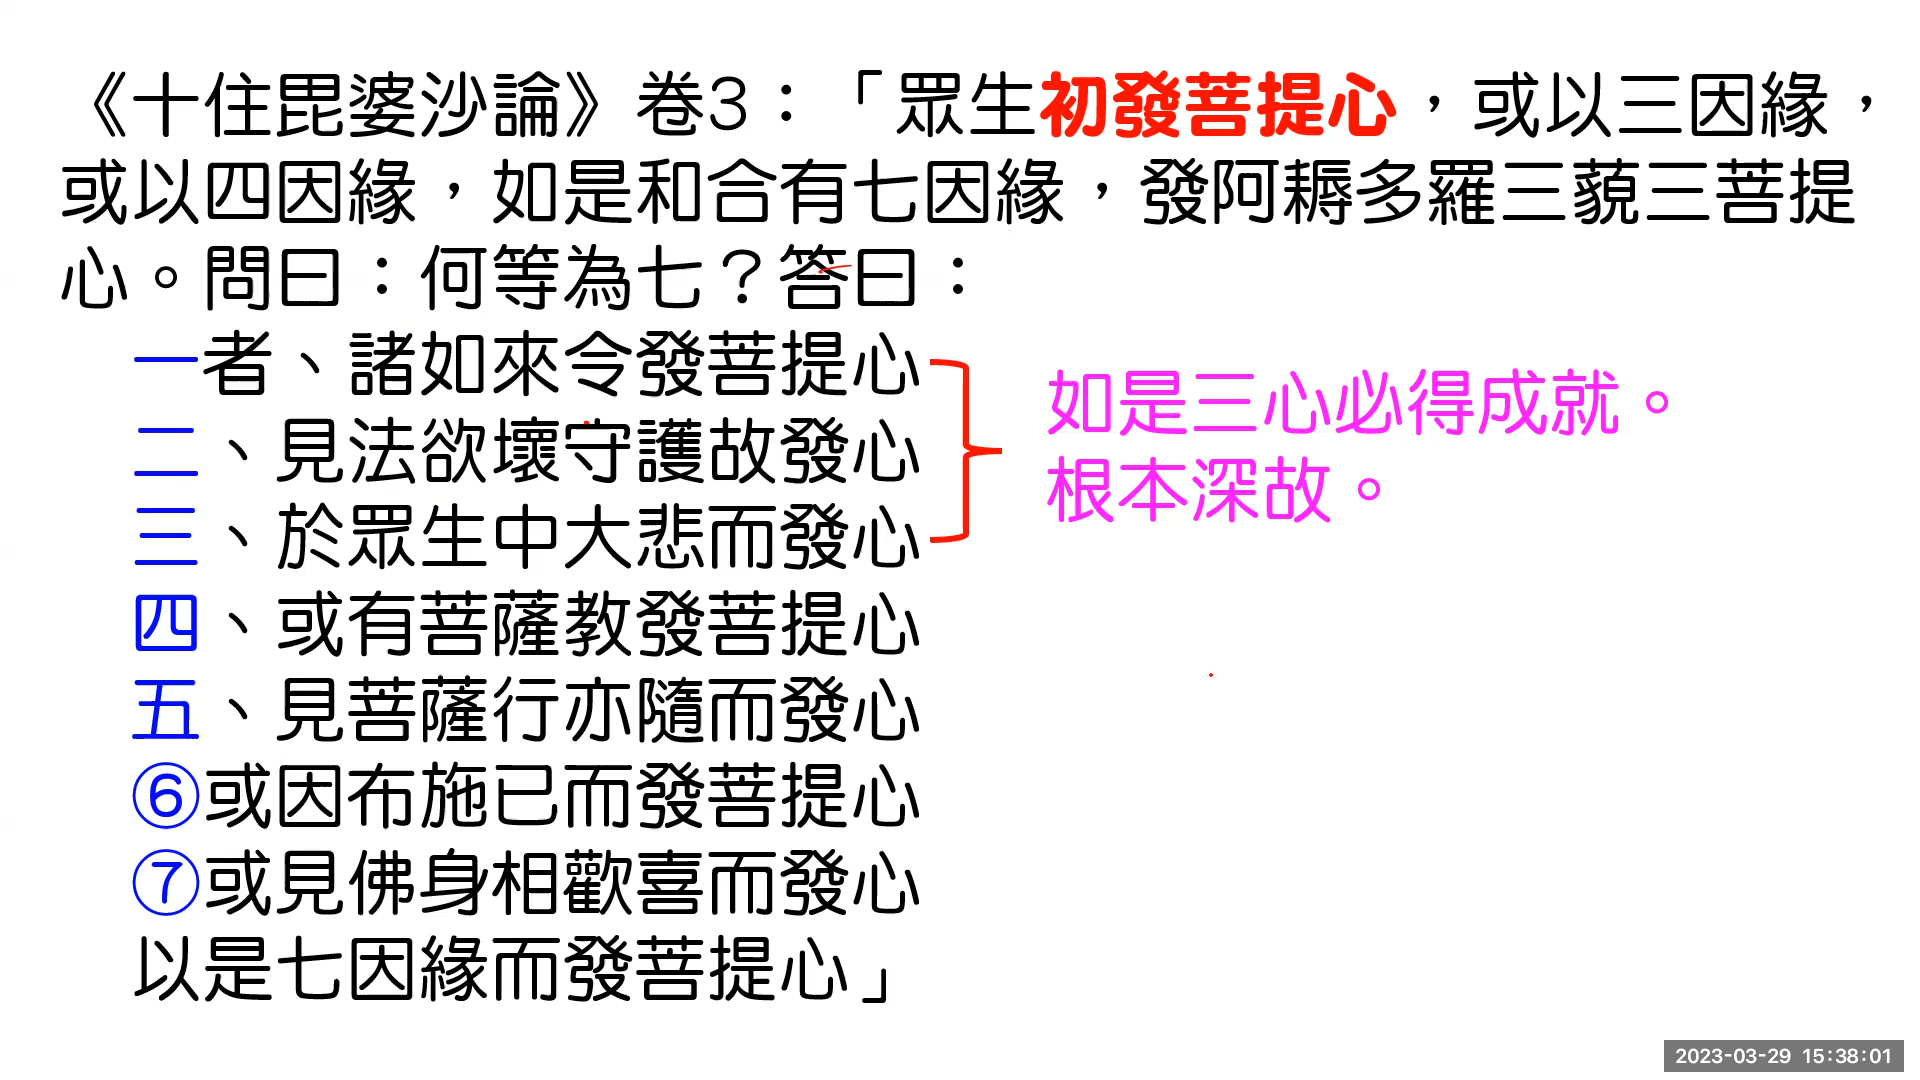 《十住毘婆沙論》卷3：「眾生初發菩提心，或以三因緣，
或以四因緣，如是和合有七因緣，發阿耨多羅三藐三菩提
心。問曰：何等為七？答曰：
一者、諸如來令發菩提心
二、見法欲壞守護故發心
三、於眾生中大悲而發心
如是三心必得成就。
根本深故。
四、或有菩薩教發菩提心
五、見菩薩行亦隨而發心
⑥或因布施已而發菩提心
⑦或見佛身相歡喜而發心
以是七因緣而發菩提心」
2023-03-29 15:38:01